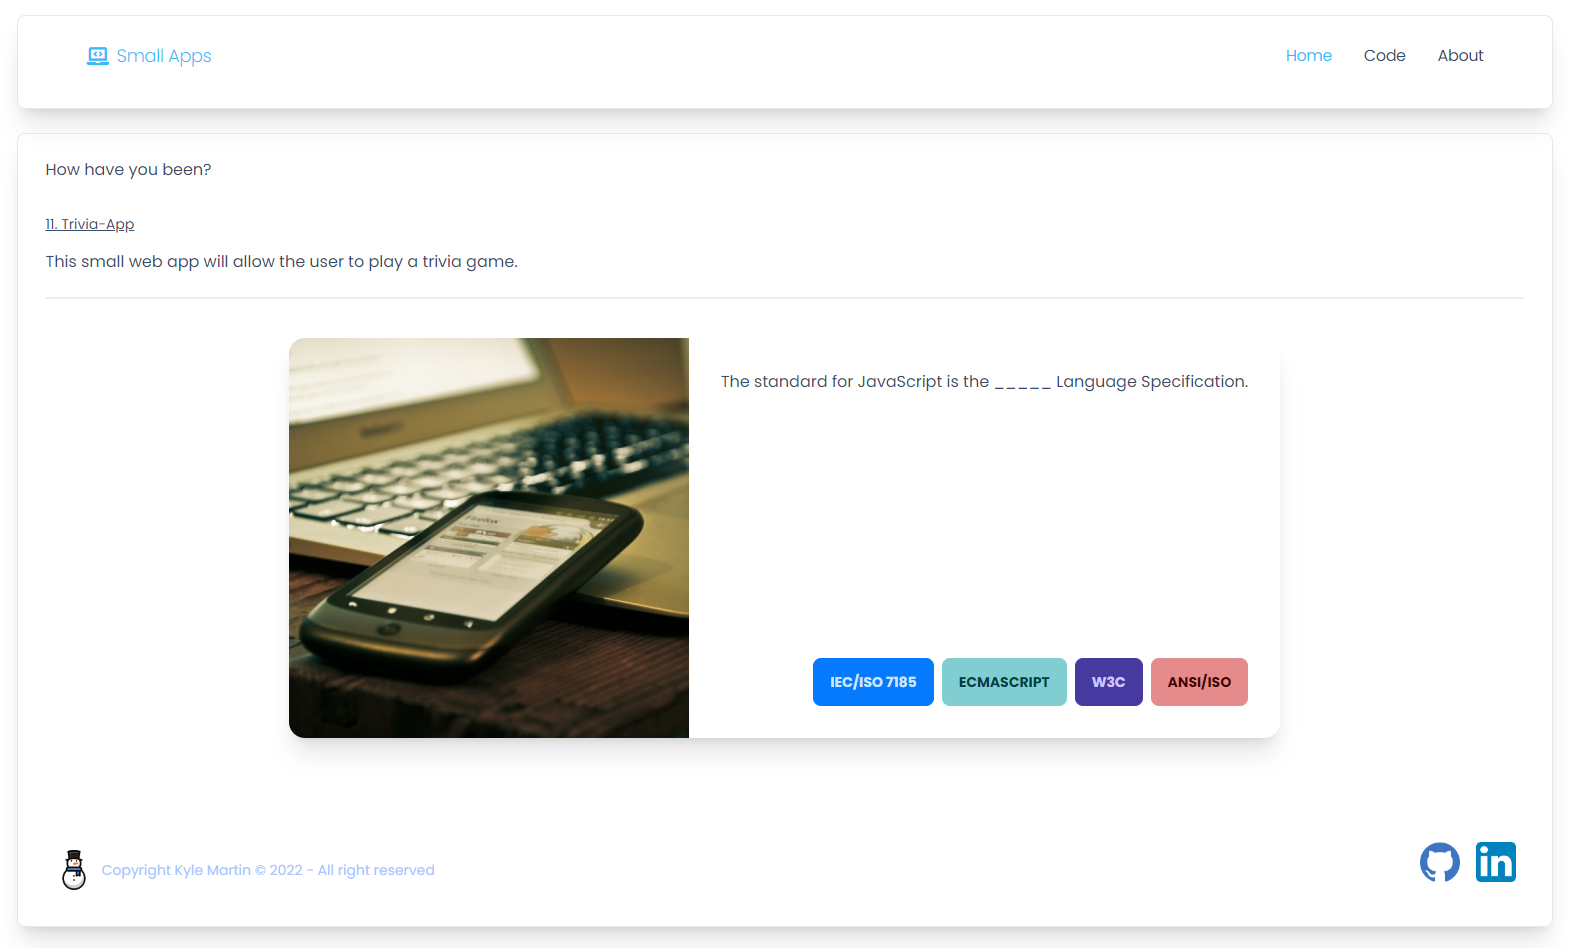 Small Apps
Home Code About
How have you been?
11. Trivia-App
This small web app will allow the user to play a trivia game.
The standard for JavaScript is the _____ Language Specification.
Firefox
IEC/ISO 7185 ECMASCRIPT W3C ANSI/ISO
Copyright Kyle Martin © 2022 - All right reserved
in